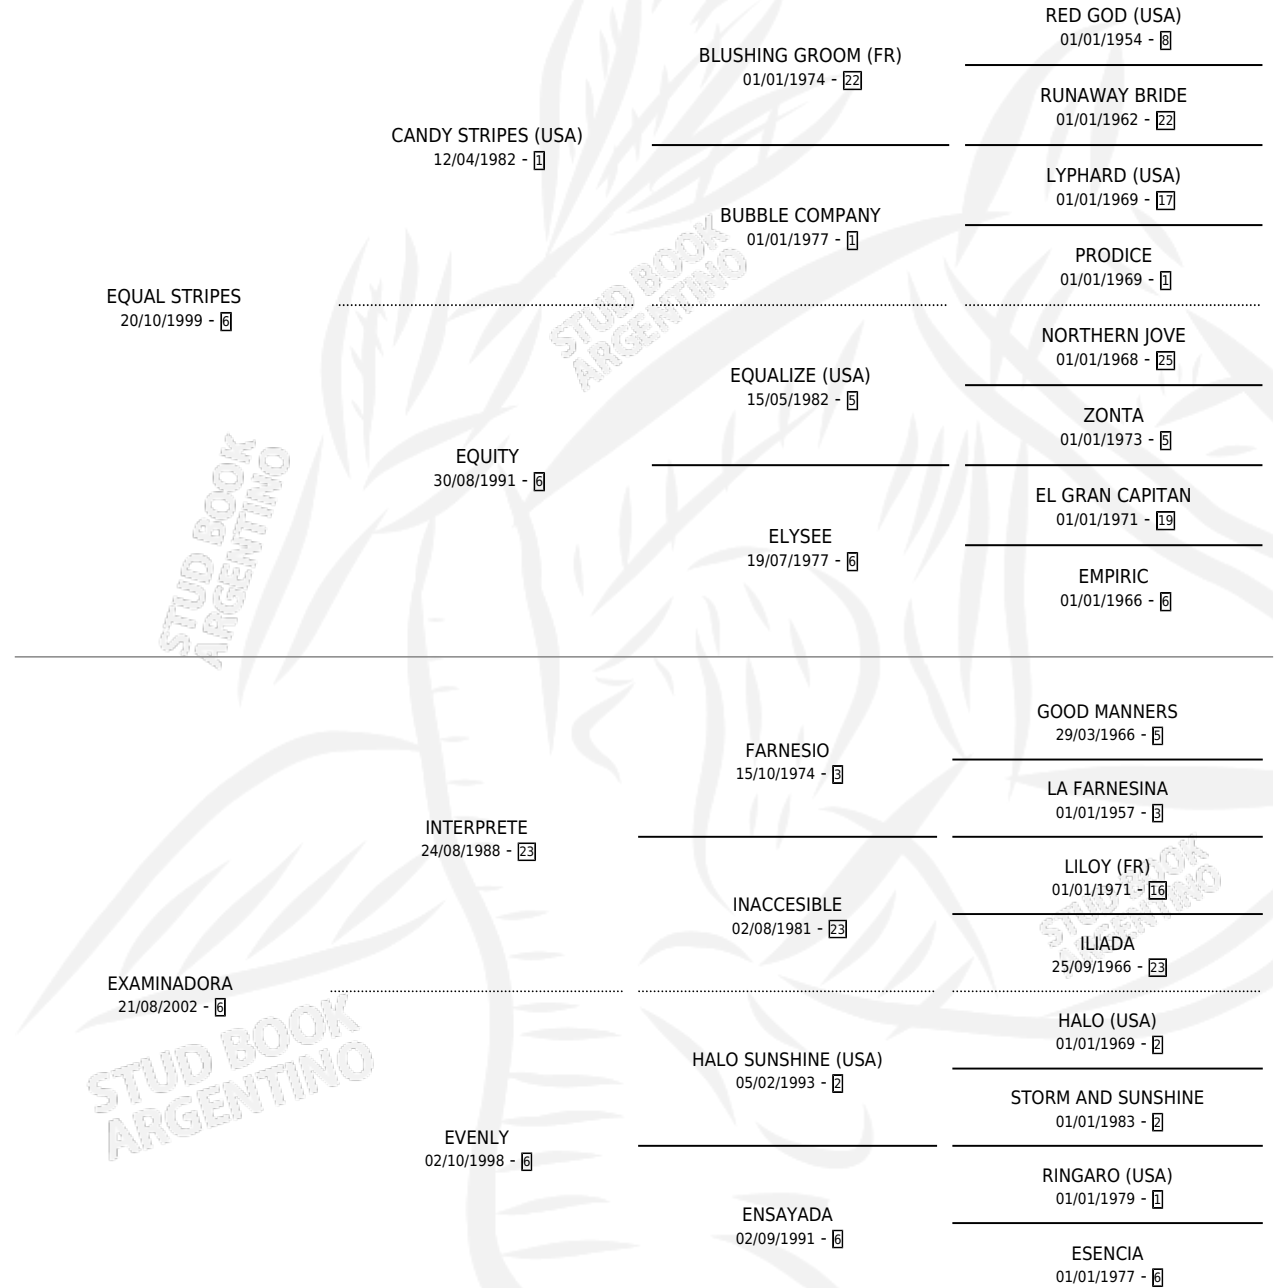 RED GOD (USA)
01/01/1954 - 8
BLUSHING GROOM (FR)
01/01/1974 - 22
RUNAWAY BRIDE
01/01/1962 - 22
CANDY STRIPES (USA)
12/04/1982 - 1
LYPHARD (USA)
01/01/1969 - 17
BUBBLE COMPANY
01/01/1977 - 1
PRODICE
01/01/1969 - 1
EQUAL STRIPES
20/10/1999 - 6
NORTHERN JOVE
01/01/1968 - 25
EQUALIZE (USA)
15/05/1982 - 5
ZONTA
01/01/1973 - 5
EQUITY
30/08/1991 - 6
EL GRAN CAPITAN
01/01/1971 - 19
ELYSEE
19/07/1977 - 6
EMPIRIC
01/01/1966 - 6
GOOD MANNERS
29/03/1966 - 5
FARNESIO
15/10/1974 - 3
LA FARNESINA
01/01/1957 - 3
INTERPRETE
24/08/1988 - 23
LILOY (FR)
01/01/1971 - 16
INACCESIBLE
02/08/1981 - 23
ILIADA
25/09/1966 - 23
EXAMINADORA
21/08/2002 - 6
HALO (USA)
01/01/1969 - 2
HALO SUNSHINE (USA)
05/02/1993 - 2
STORM AND SUNSHINE
01/01/1983 - 2
EVENLY
02/10/1998 - 6
RINGARO (USA)
01/01/1979 - 1
ENSAYADA
02/09/1991 - 6
ESENCIA
01/01/1977 - 6
STUD BOOK
ARGENTINO
STUD BOOK
ARGENTINO
STUD BOOK
ARGENTINO
STUD BOOK
ARGENTINO